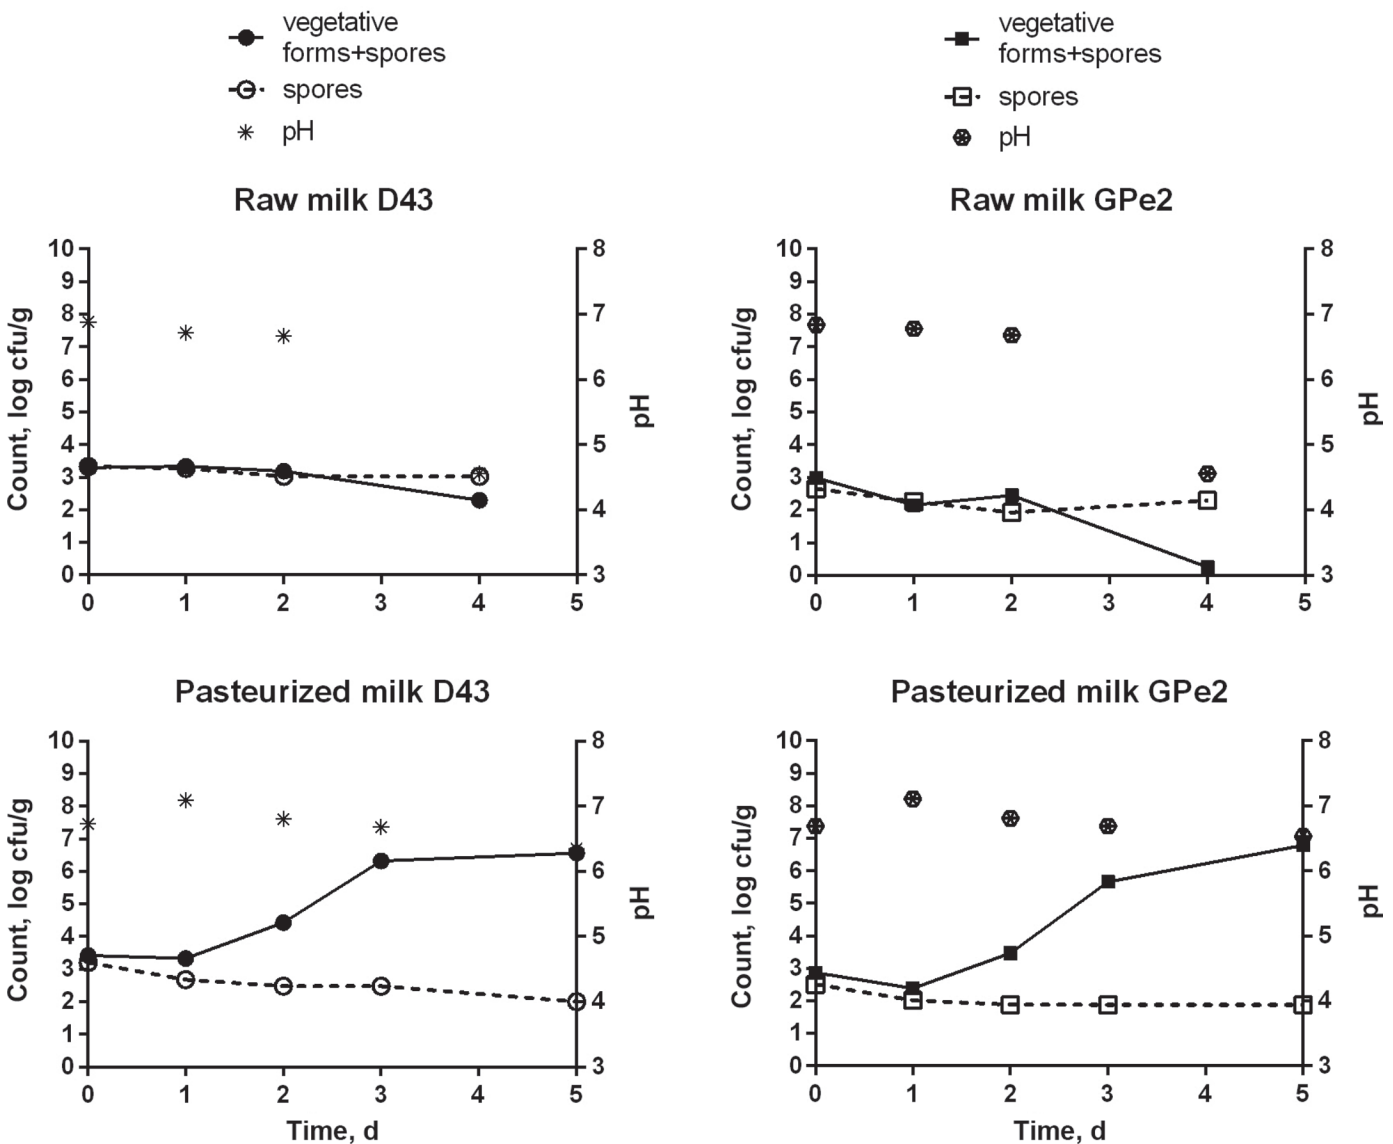 vegetative
forms+spores
spores
pH
vegetative
forms+spores
spores
pH
Raw milk D43
10
9
8
7
6
5
4
3
2
1
0
Count, log cfu/g
8
7
6
5
4
3
pH
0 1 2 3 4 5
Raw milk GPe2
10
9
8
7
6
5
4
3
2
1
0
Count, log cfu/g
8
7
6
5
4
3
pH
0 1 2 3 4 5
Pasteurized milk D43
10
9
8
7
6
5
4
3
2
1
0
Count, log cfu/g
8
7
6
5
4
3
pH
0 1 2 3 4 5
Time, d
Pasteurized milk GPe2
10
9
8
7
6
5
4
3
2
1
0
Count, log cfu/g
8
7
6
5
4
3
pH
0 1 2 3 4 5
Time, d